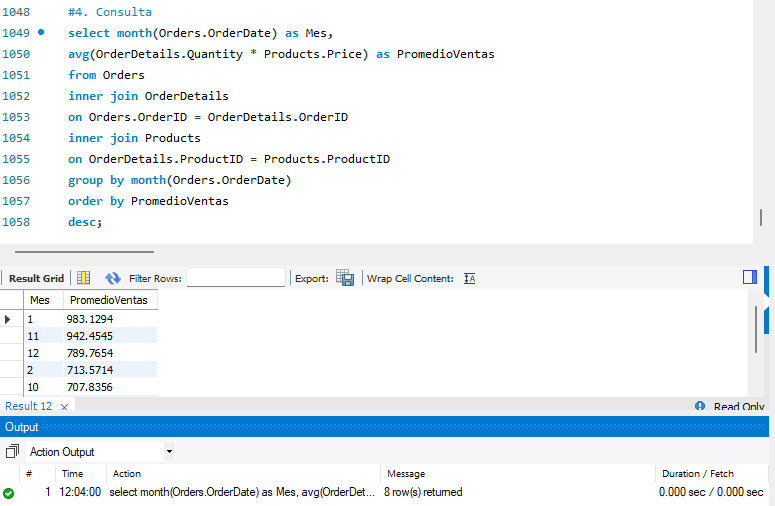 1048 #4. Consulta
1049 select month(Orders.OrderDate) as Mes,
1050 avg(OrderDetails.Quantity * Products.Price) as PromedioVentas
1051 from Orders
1052 inner join OrderDetails
1053 on Orders.OrderID = OrderDetails.OrderID
1054 inner join Products
1055 on OrderDetails.ProductID = Products.ProductID
1056 group by month(Orders.OrderDate)
1057 order by PromedioVentas
1058 desc;
Result Grid Filter Rows: Export: Wrap Cell Content: IA
Mes PromedioVentas
1 983.1294
11 942.4545
12 789.7654
2 713.5714
10 707.8356
Result 12 × Read Only
Output
Action Output
# Time Action Message Duration / Fetch
1 12:04:00 select month(Orders.OrderDate) as Mes, avg(OrderDet... 8 row(s) returned 0.000 sec / 0.000 sec